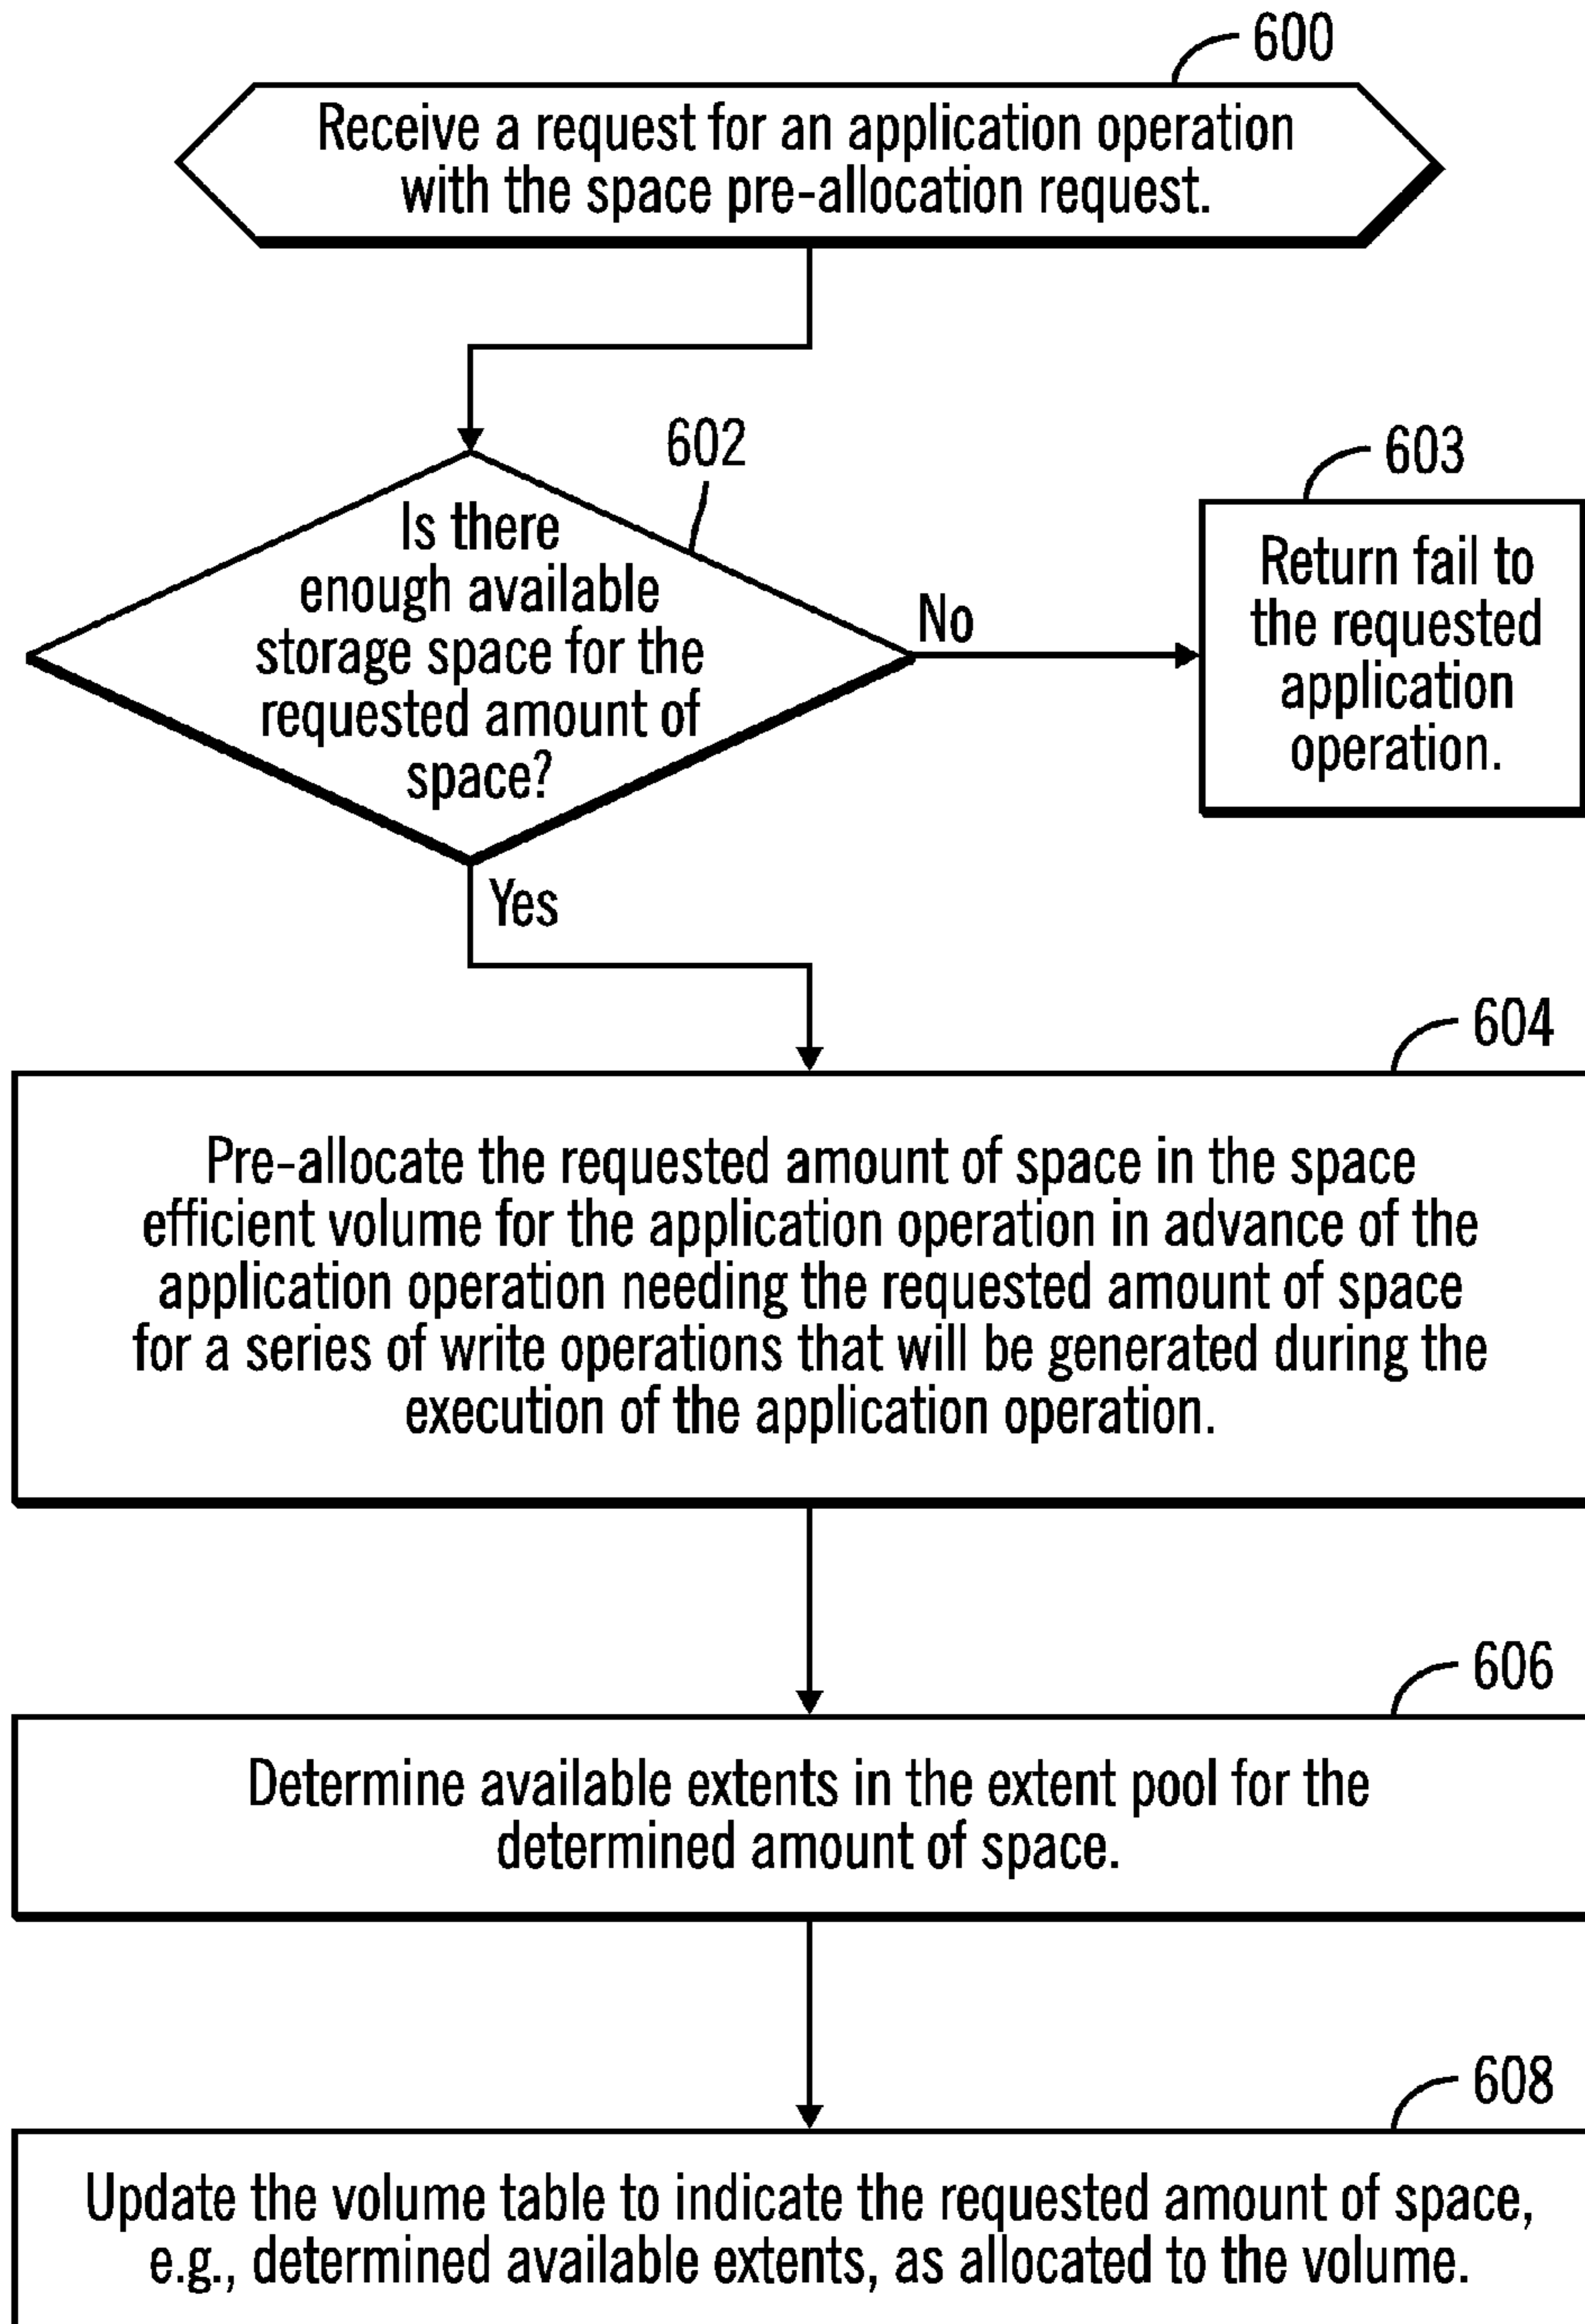 600
Receive a request for an application operation
with the space pre-allocation request.
602
Is there
enough available
storage space for the
requested amount of
space?
No
603
Return fail to
the requested
application
operation.
Yes
604
Pre-allocate the requested amount of space in the space
efficient volume for the application operation in advance of the
application operation needing the requested amount of space
for a series of write operations that will be generated during the
execution of the application operation.
606
Determine available extents in the extent pool for the
determined amount of space.
608
Update the volume table to indicate the requested amount of space,
e.g., determined available extents, as allocated to the volume.